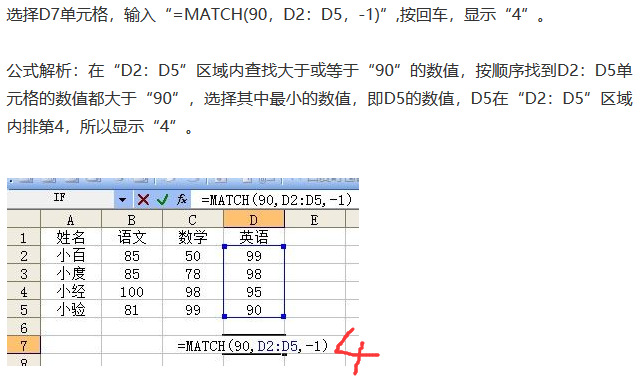 选择D7单元格，输入“=MATCH(90，D2：D5，-1)”,按回车，显示“4”。
公式解析：在“D2：D5”区域内查找大于或等于“90”的数值，按顺序找到D2：D5单
元格的数值都大于“90”，选择其中最小的数值，即D5的数值，D5在“D2：D5”区域
内排第4，所以显示“4”。
IF =MATCH(90,D2:D5,-1)
A B C D E
1 姓名 语文 数学 英语
2 小百 85 50 99
3 小度 85 78 98
4 小经 100 98 95
5 小验 81 99 90
6
7 =MATCH(90,D2:D5,-1) 4
8